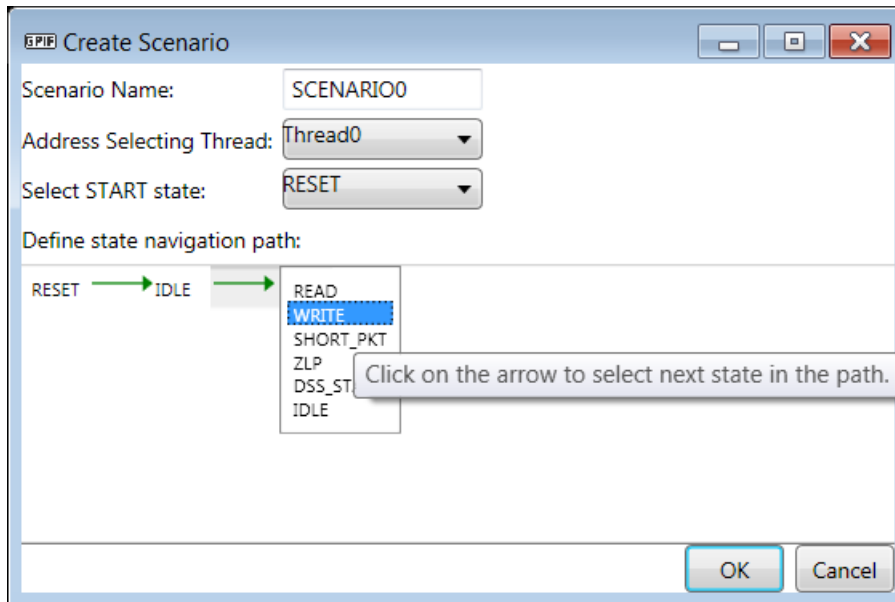 GPIF Create Scenario
Scenario Name: SCENARIO0
Address Selecting Thread: Thread0
Select START state: RESET
Define state navigation path:
RESET IDLE
READ
WRITE
SHORT_PKT
ZLP
DSS_ST
IDLE
Click on the arrow to select next state in the path.
OK Cancel